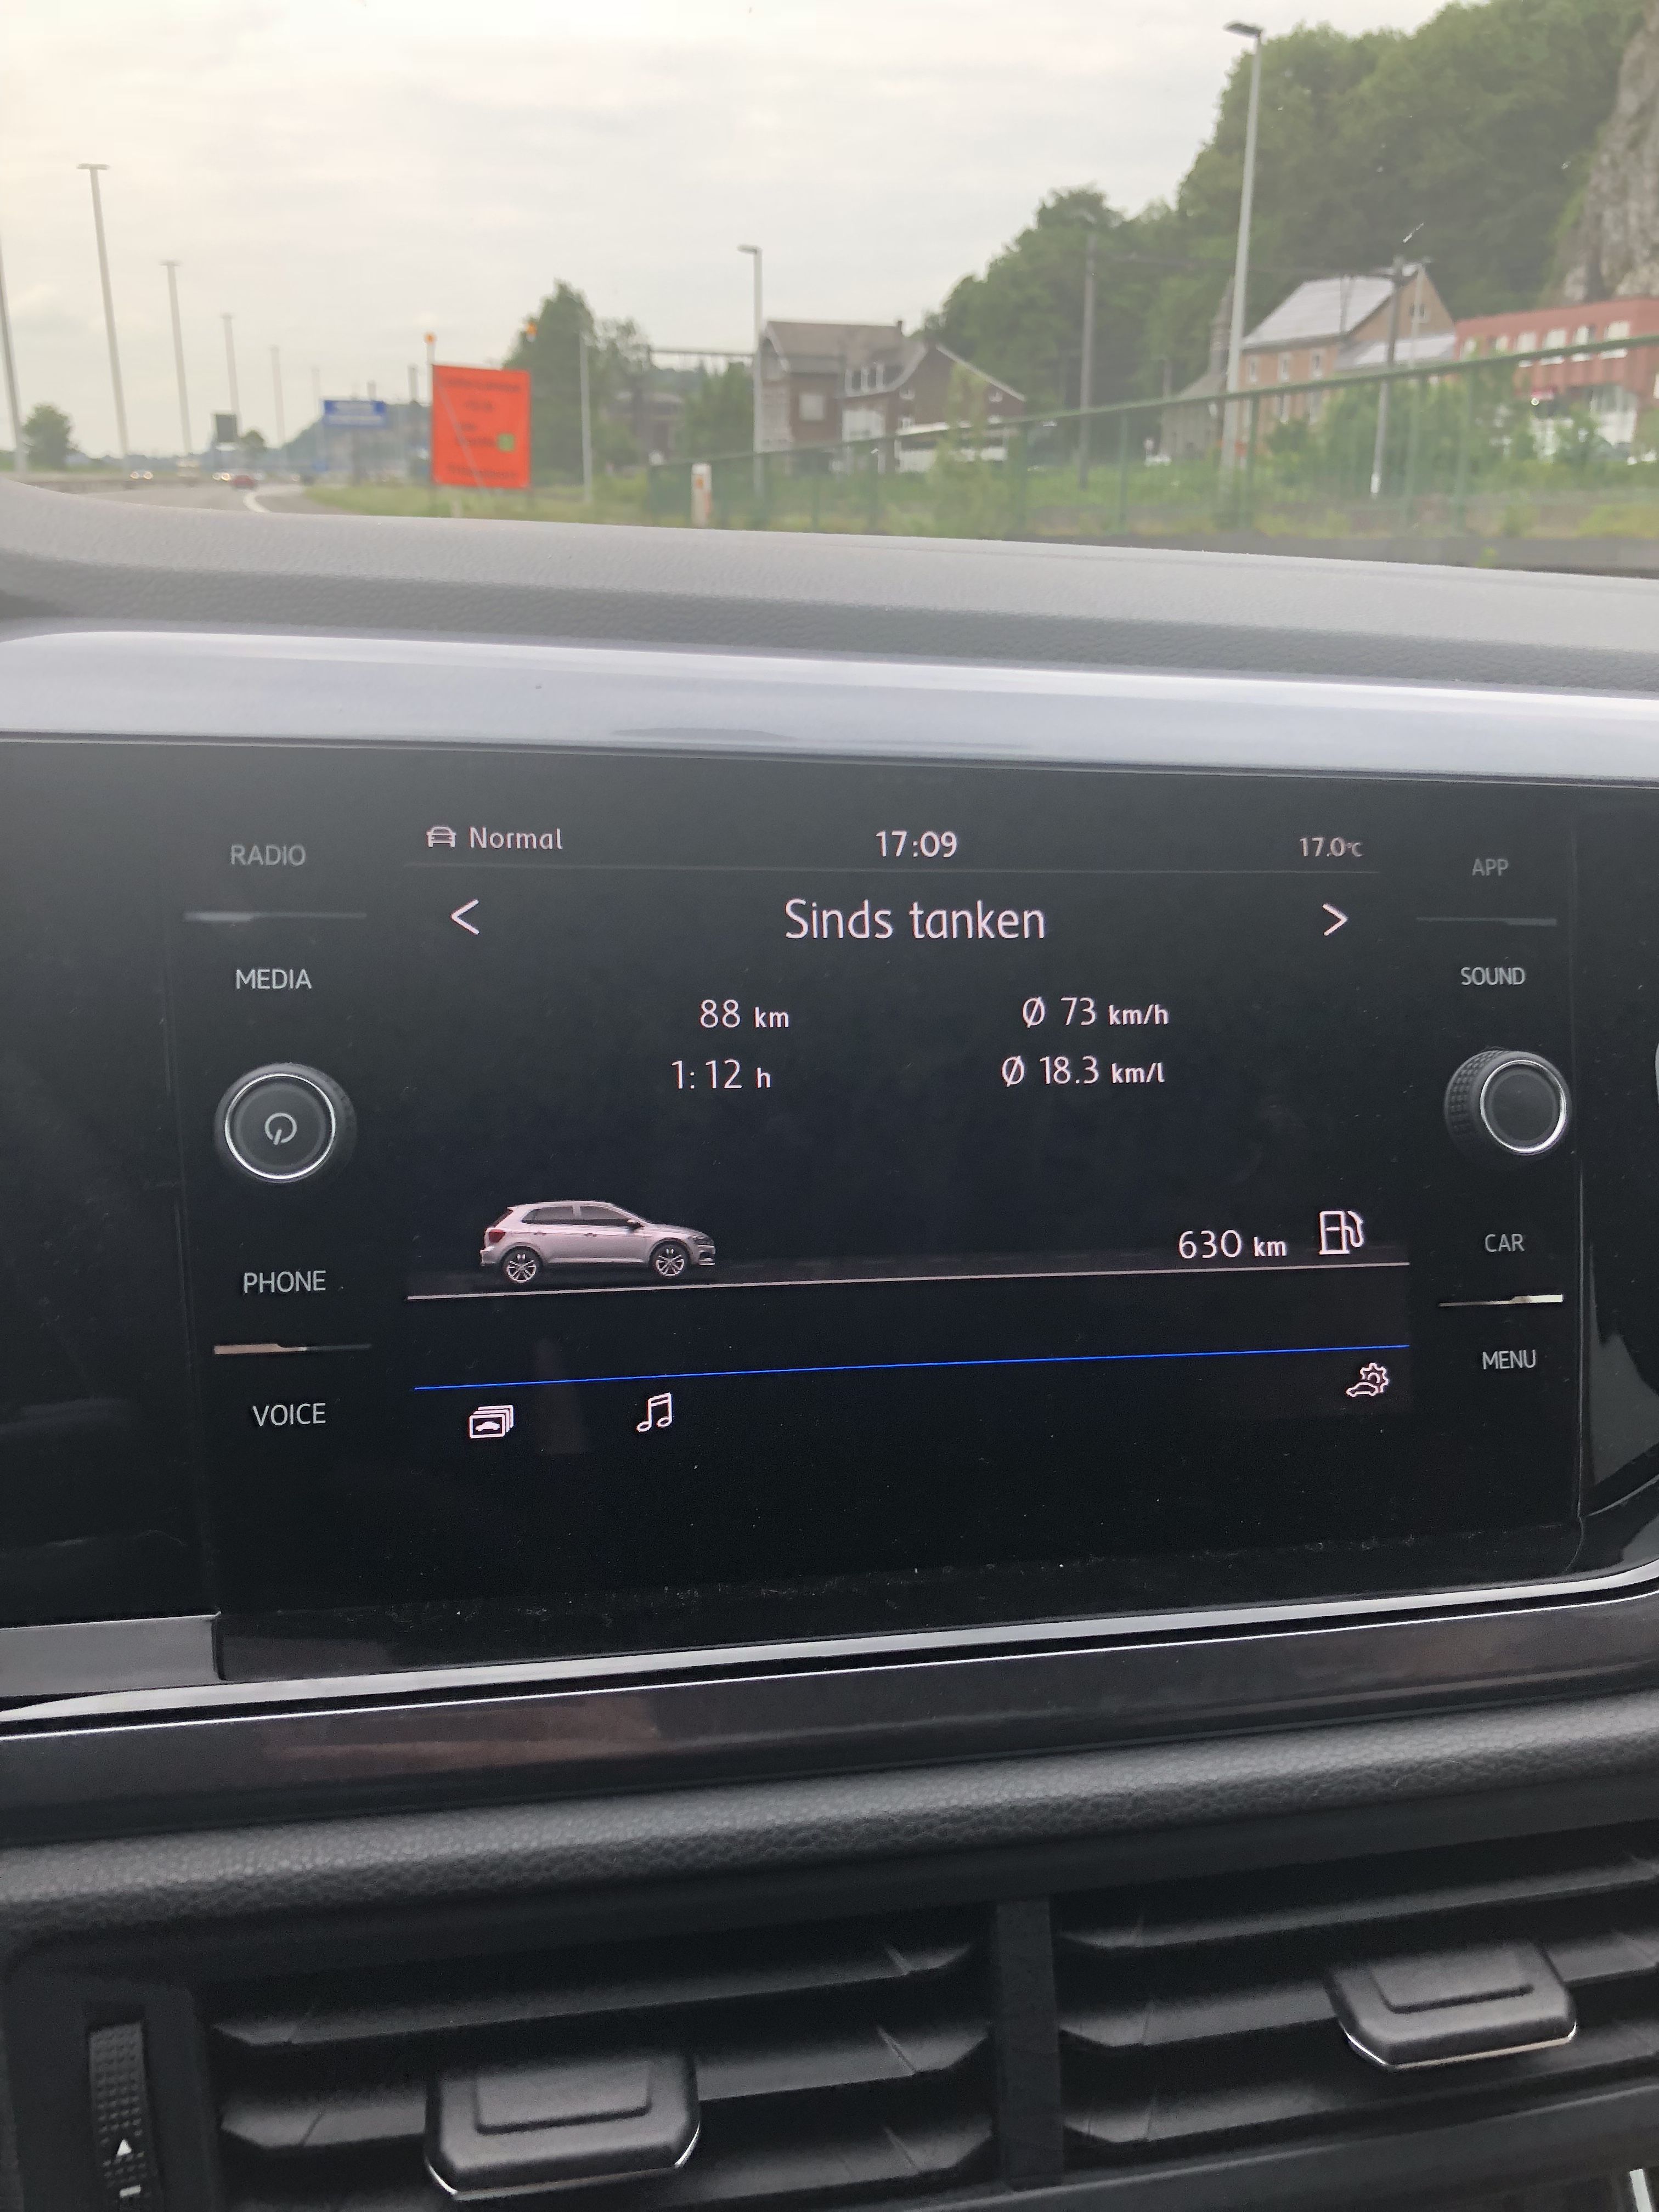 RADIO
MEDIA
PHONE
VOICE
Normal
17:09
17.0°C
Sinds tanken
88 km
Ø 73 km/h
1:12 h
Ø 18.3 km/l
630 km
APP
SOUND
CAR
MENU